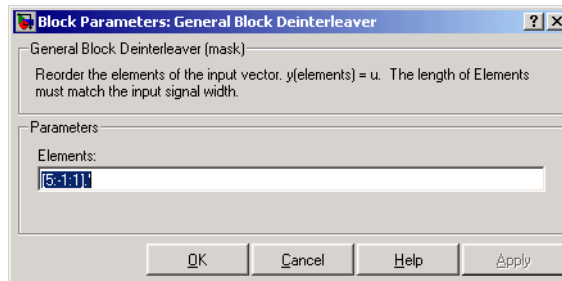 Block Parameters: General Block Deinterleaver
General Block Deinterleaver (mask)
Reorder the elements of the input vector. y(elements) = u. The length of Elements
must match the input signal width.
Parameters
Elements:
[5:-1:1].'
OK Cancel Help Apply